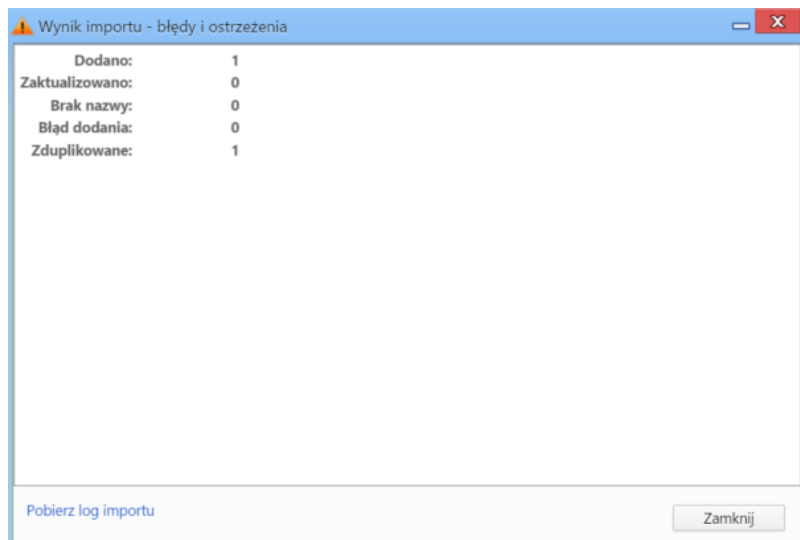 Wynik importu - błędy i ostrzeżenia
Dodano: 1
Zaktualizowano: 0
Brak nazwy: 0
Błąd dodania: 0
Zduplikowane: 1
Pobierz log importu
Zamknij